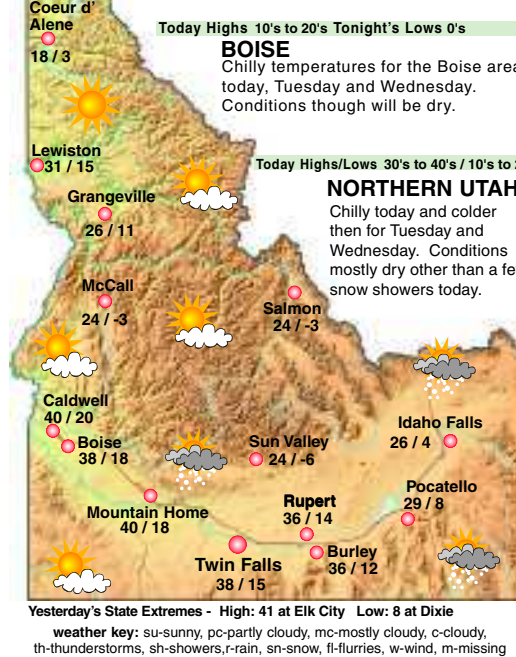 Coeur d'
Alene
18 / 3
Today Highs 10's to 20's Tonight's Lows 0's
BOISE
Chilly temperatures for the Boise area
today, Tuesday and Wednesday.
Conditions though will be dry.
Lewiston
31 / 15
Today Highs/Lows 30's to 40's / 10's to
NORTHERN UTAH
Chilly today and colder
then for Tuesday and
Wednesday. Conditions
mostly dry other than a few
snow showers today.
Grangeville
26 / 11
McCall
24 / -3
Salmon
24 / -3
Caldwell
40 / 20
Boise
38 / 18
Sun Valley
24 / -6
Idaho Falls
26 / 4
Mountain Home
40 / 18
Rupert
36 / 14
Pocatello
29 / 8
Twin Falls
38 / 15
Burley
36 / 12
Yesterday's State Extremes - High: 41 at Elk City Low: 8 at Dixie
weather key: su-sunny, pc-partly cloudy, mc-mostly cloudy, c-cloudy,
th-thunderstorms, sh-showers,r-rain, sn-snow, fl-flurries, w-wind, m-missing